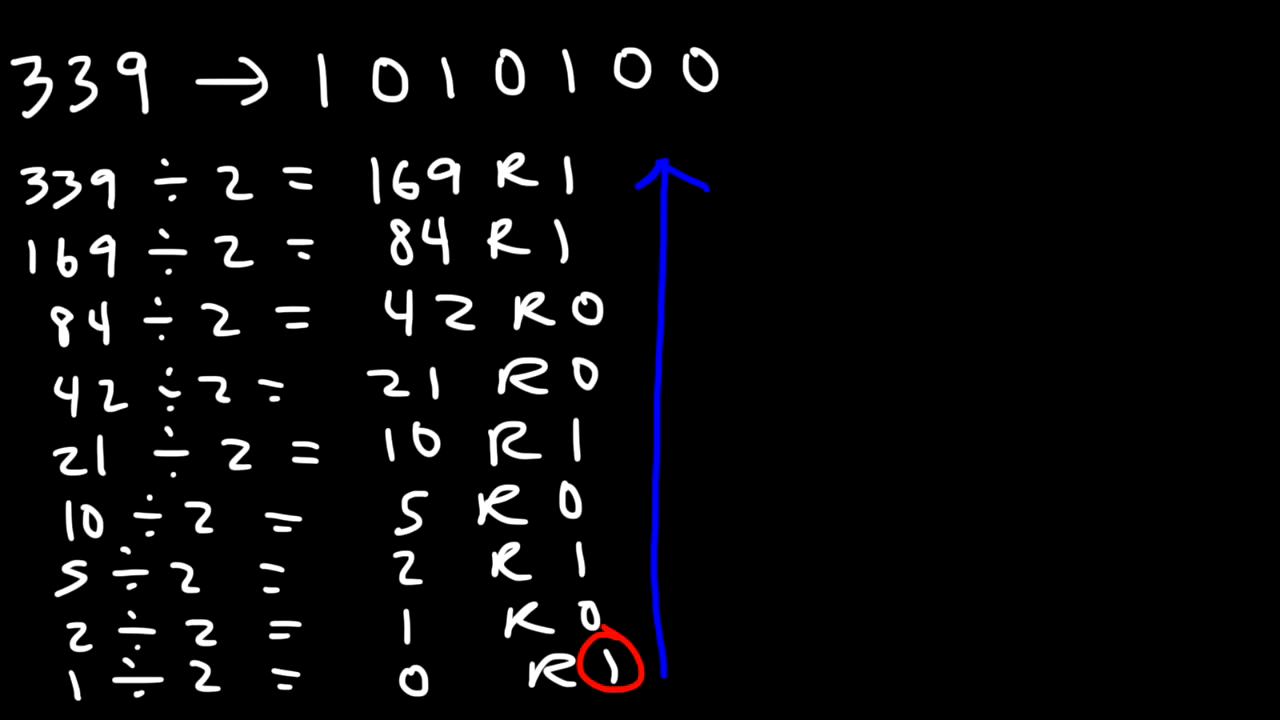 339 → 1 0 1 0 1 0 0
339 ÷ 2 = 169 R 1
169 ÷ 2 = 84 R 1
84 ÷ 2 = 42 R 0
42 ÷ 2 = 21 R 0
21 ÷ 2 = 10 R 1
10 ÷ 2 = 5 R 0
5 ÷ 2 = 2 R 1
2 ÷ 2 = 1 R 0
1 ÷ 2 = 0 R 1